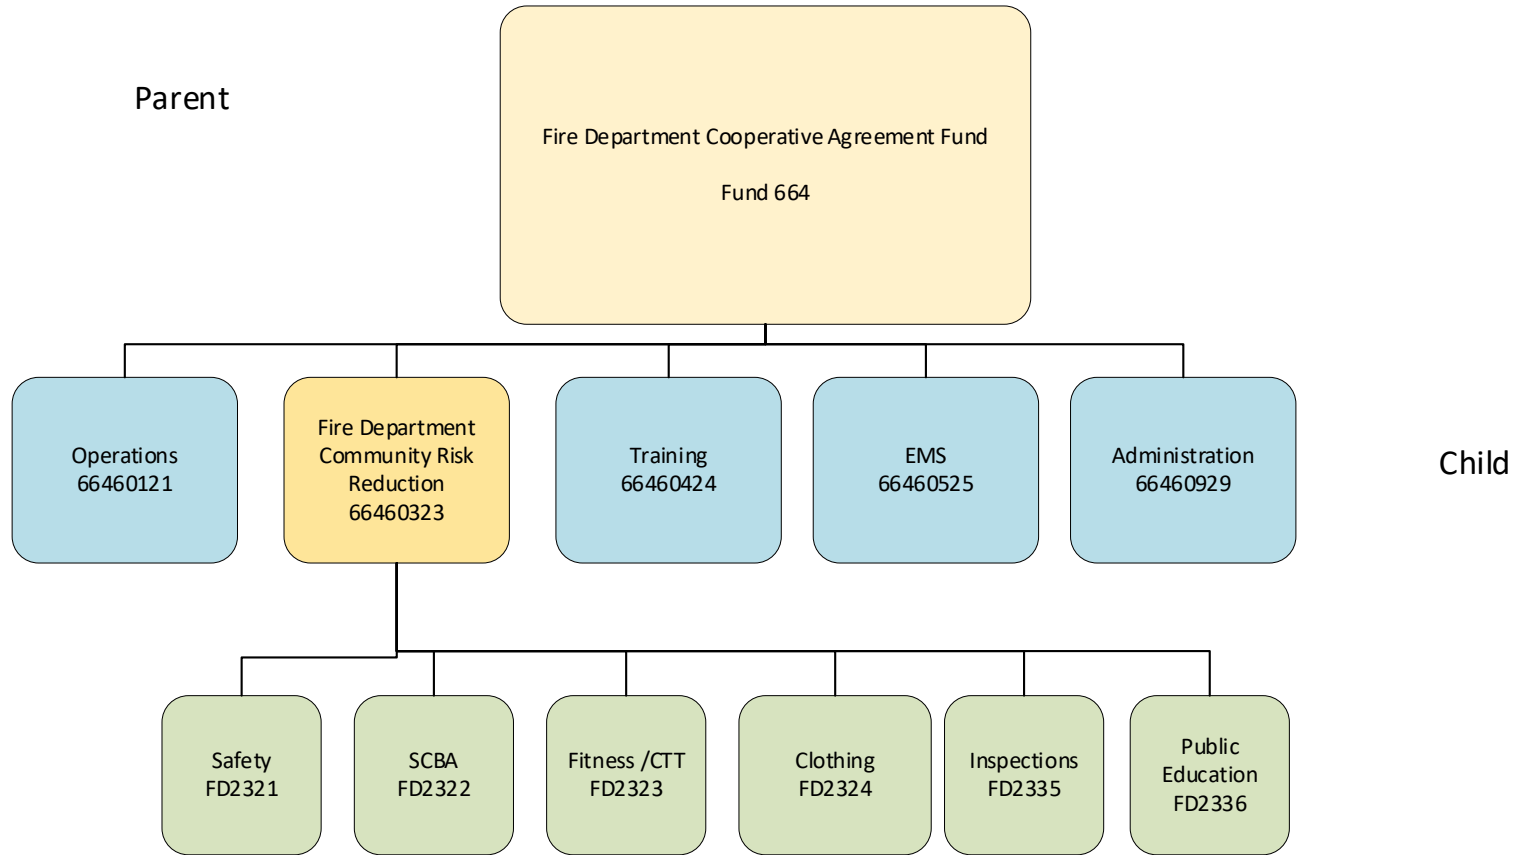 Parent
Fire Department Cooperative Agreement Fund
Fund 664
Operations
66460121
Fire Department
Community Risk
Reduction
66460323
Training
66460424
EMS
66460525
Administration
66460929
Child
Safety
FD2321
SCBA
FD2322
Fitness /CTT
FD2323
Clothing
FD2324
Inspections
FD2335
Public
Education
FD2336